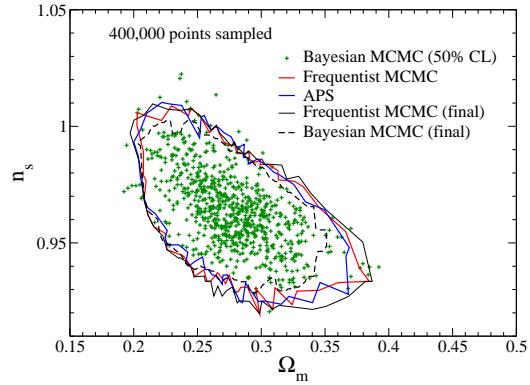 400,000 points sampled
Bayesian MCMC (50% CL)
Frequentist MCMC
APS
Frequentist MCMC (final)
Bayesian MCMC (final)
n_s
1
0.95
0.15
0.2
0.25
0.3
0.35
0.4
0.45
0.5
Ω_m